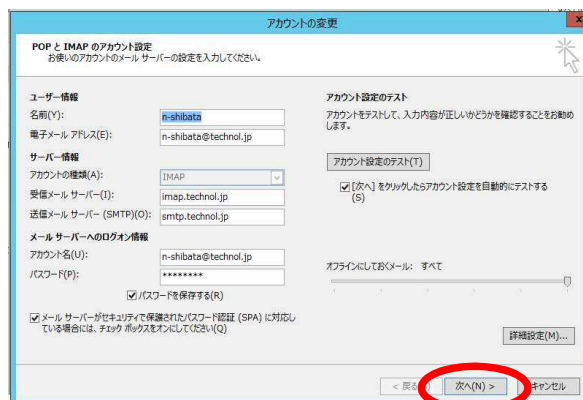 アカウントの変更
x
POP と IMAP のアカウント設定
お使いのアカウントのメール サーバーの設定を入力してください。
ユーザー情報
名前(Y):
n-shibata
電子メール アドレス(E):
n-shibata@technol.jp
サーバー情報
アカウントの種類(A):
IMAP
受信メール サーバー(I):
imap.technol.jp
送信メール サーバー (SMTP)(O):
smtp.technol.jp
メール サーバーへのログオン情報
アカウント名(U):
n-shibata@technol.jp
パスワード(P):
********
パスワードを保存する(R)
メール サーバーがセキュリティで保護されたパスワード認証 (SPA) に対応
している場合には、チェック ボックスをオンにしてください(Q)
アカウント設定のテスト
アカウントをテストして、入力内容が正しいかどうかを確認することをお勧め
します。
アカウント設定のテスト(T)
[次へ] をクリックしたらアカウント設定を自動的にテストする
(S)
オフラインにしておくメール: すべて
詳細設定(M)...
< 戻る
次へ(N) >
キャンセル